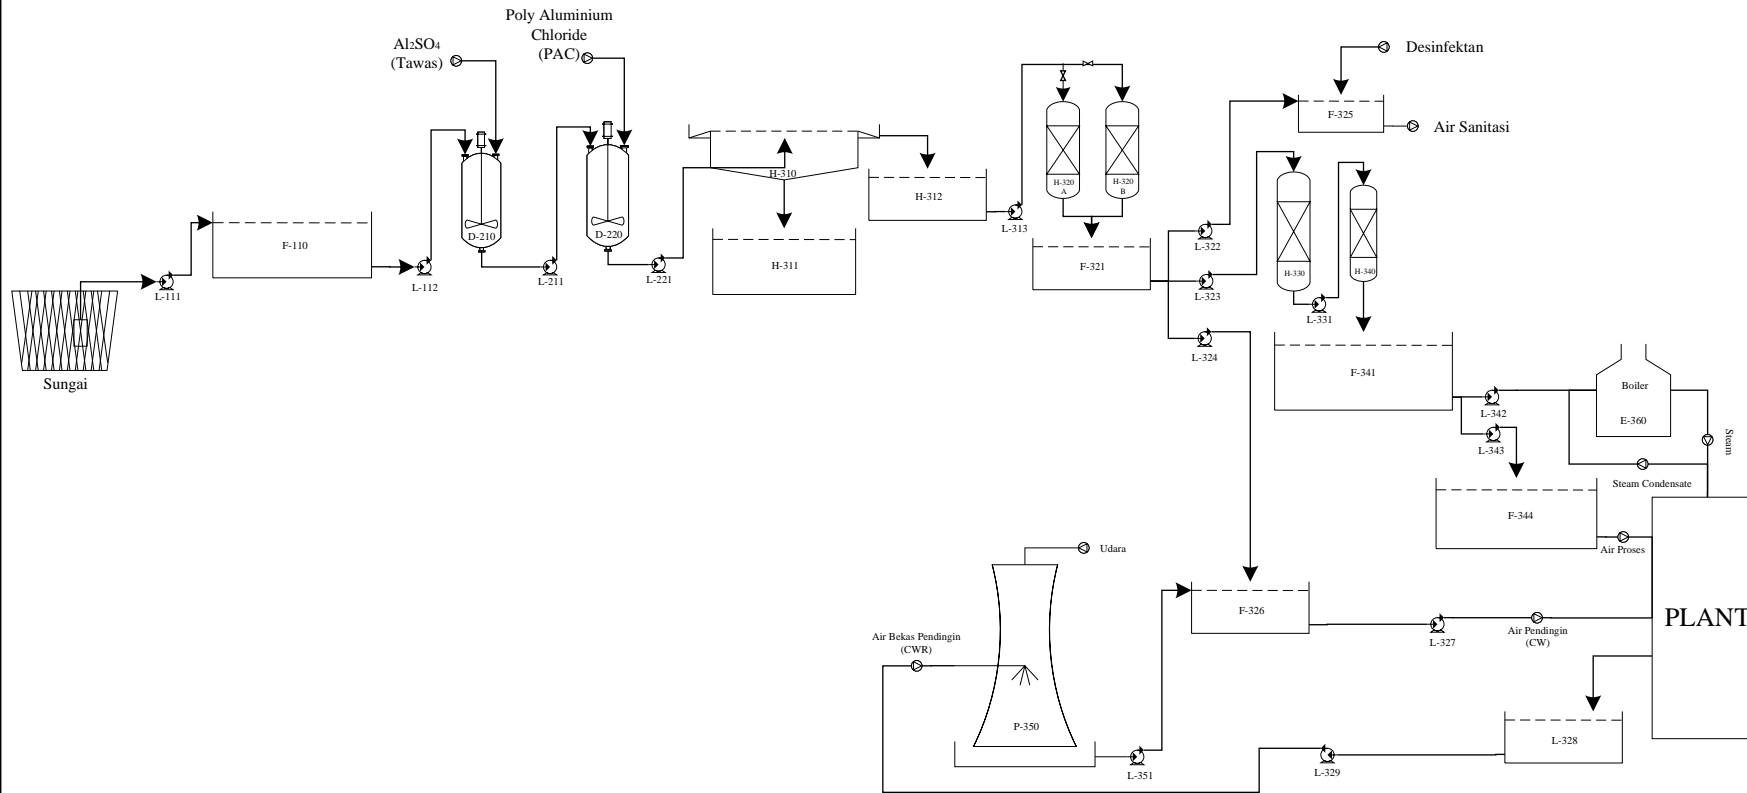 Poly Aluminium
Chloride
(PAC)
Al₂SO₄
(Tawas)
Desinfektan
F-325
Air Sanitasi
H-310
H-312
H-320
A
H-320
B
L-313
D-210
D-220
F-110
L-111
L-112
L-211
L-221
H-311
F-321
L-322
L-323
L-324
H-330
H-340
L-331
Sungai
F-341
L-342
L-343
Boiler
E-360
Steam
Steam Condensate
F-344
Air Proses
Udara
F-326
L-327
Air Pendingin
(CW)
PLANT
Air Bekas Pendingin
(CWR)
P-350
L-351
L-329
L-328